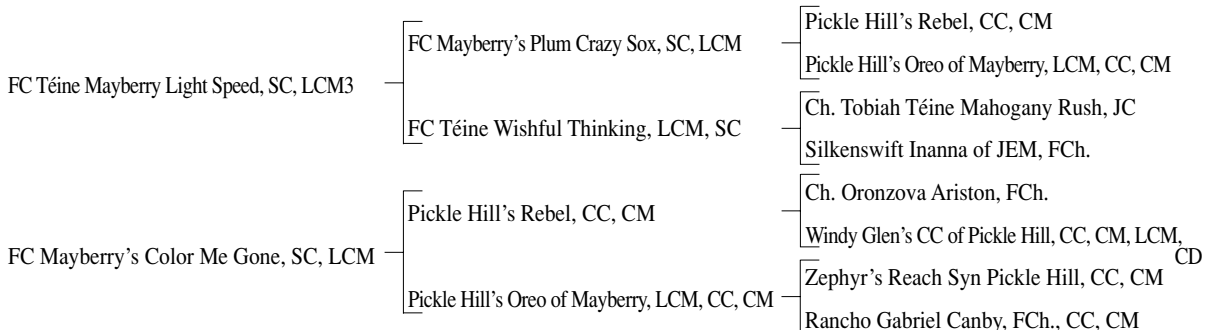 Pickle Hill's Rebel, CC, CM
FC Mayberry's Plum Crazy Sox, SC, LCM
Pickle Hill's Oreo of Mayberry, LCM, CC, CM
FC Téine Mayberry Light Speed, SC, LCM3
Ch. Tobiah Téine Mahogany Rush, JC
FC Téine Wishful Thinking, LCM, SC
Silkenswift Inanna of JEM, FCh.
Ch. Oronzova Ariston, FCh.
Pickle Hill's Rebel, CC, CM
Windy Glen's CC of Pickle Hill, CC, CM, LCM,
CD
FC Mayberry's Color Me Gone, SC, LCM
Zephyr's Reach Syn Pickle Hill, CC, CM
Pickle Hill's Oreo of Mayberry, LCM, CC, CM
Rancho Gabriel Canby, FCh., CC, CM